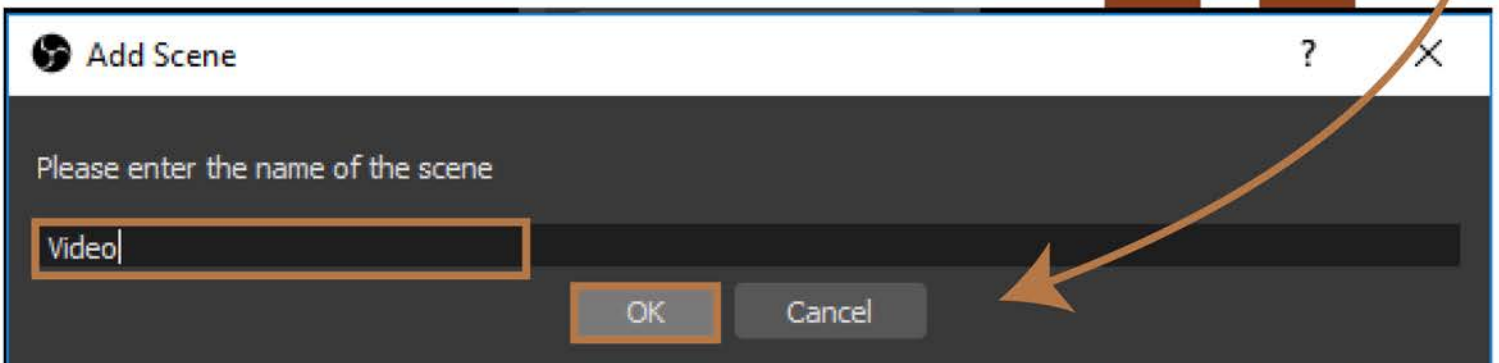 Add Scene
?
Please enter the name of the scene
Video
OK Cancel